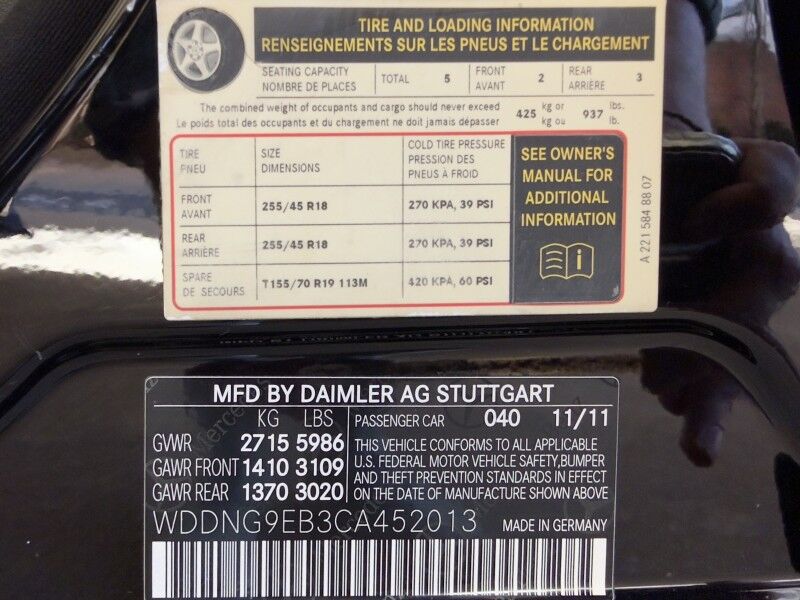 TIRE AND LOADING INFORMATION
RENSEIGNEMENTS SUR LES PNEUS ET LE CHARGEMENT
SEATING CAPACITY
NOMBRE DE PLACES
TOTAL 5
FRONT
AVANT
2
REAR
ARRIÈRE
3
The combined weight of occupants and cargo should never exceed
Le poids total des occupants et du chargement ne doit jamais dépasser
425 kg or
kg ou
937 lbs.
lb.
TIRE
PNEU
SIZE
DIMENSIONS
COLD TIRE PRESSURE
PRESSION DES
PNEUS À FROID
FRONT
AVANT
255/45 R18
270 KPA, 39 PSI
REAR
ARRIÈRE
255/45 R18
270 KPA, 39 PSI
SPARE
DE SECOURS
T155/70 R19 113M
420 KPA, 60 PSI
SEE OWNER'S
MANUAL FOR
ADDITIONAL
INFORMATION
i
A 221 584 88 07
MFD BY DAIMLER AG STUTTGART
KG LBS
GVWR 2715 5986
GAWR FRONT 1410 3109
GAWR REAR 1370 3020
PASSENGER CAR 040 11/11
THIS VEHICLE CONFORMS TO ALL APPLICABLE
U.S. FEDERAL MOTOR VEHICLE SAFETY,BUMPER
AND THEFT PREVENTION STANDARDS IN EFFECT
ON THE DATE OF MANUFACTURE SHOWN ABOVE
WDDNG9EB3CA452013
MADE IN GERMANY